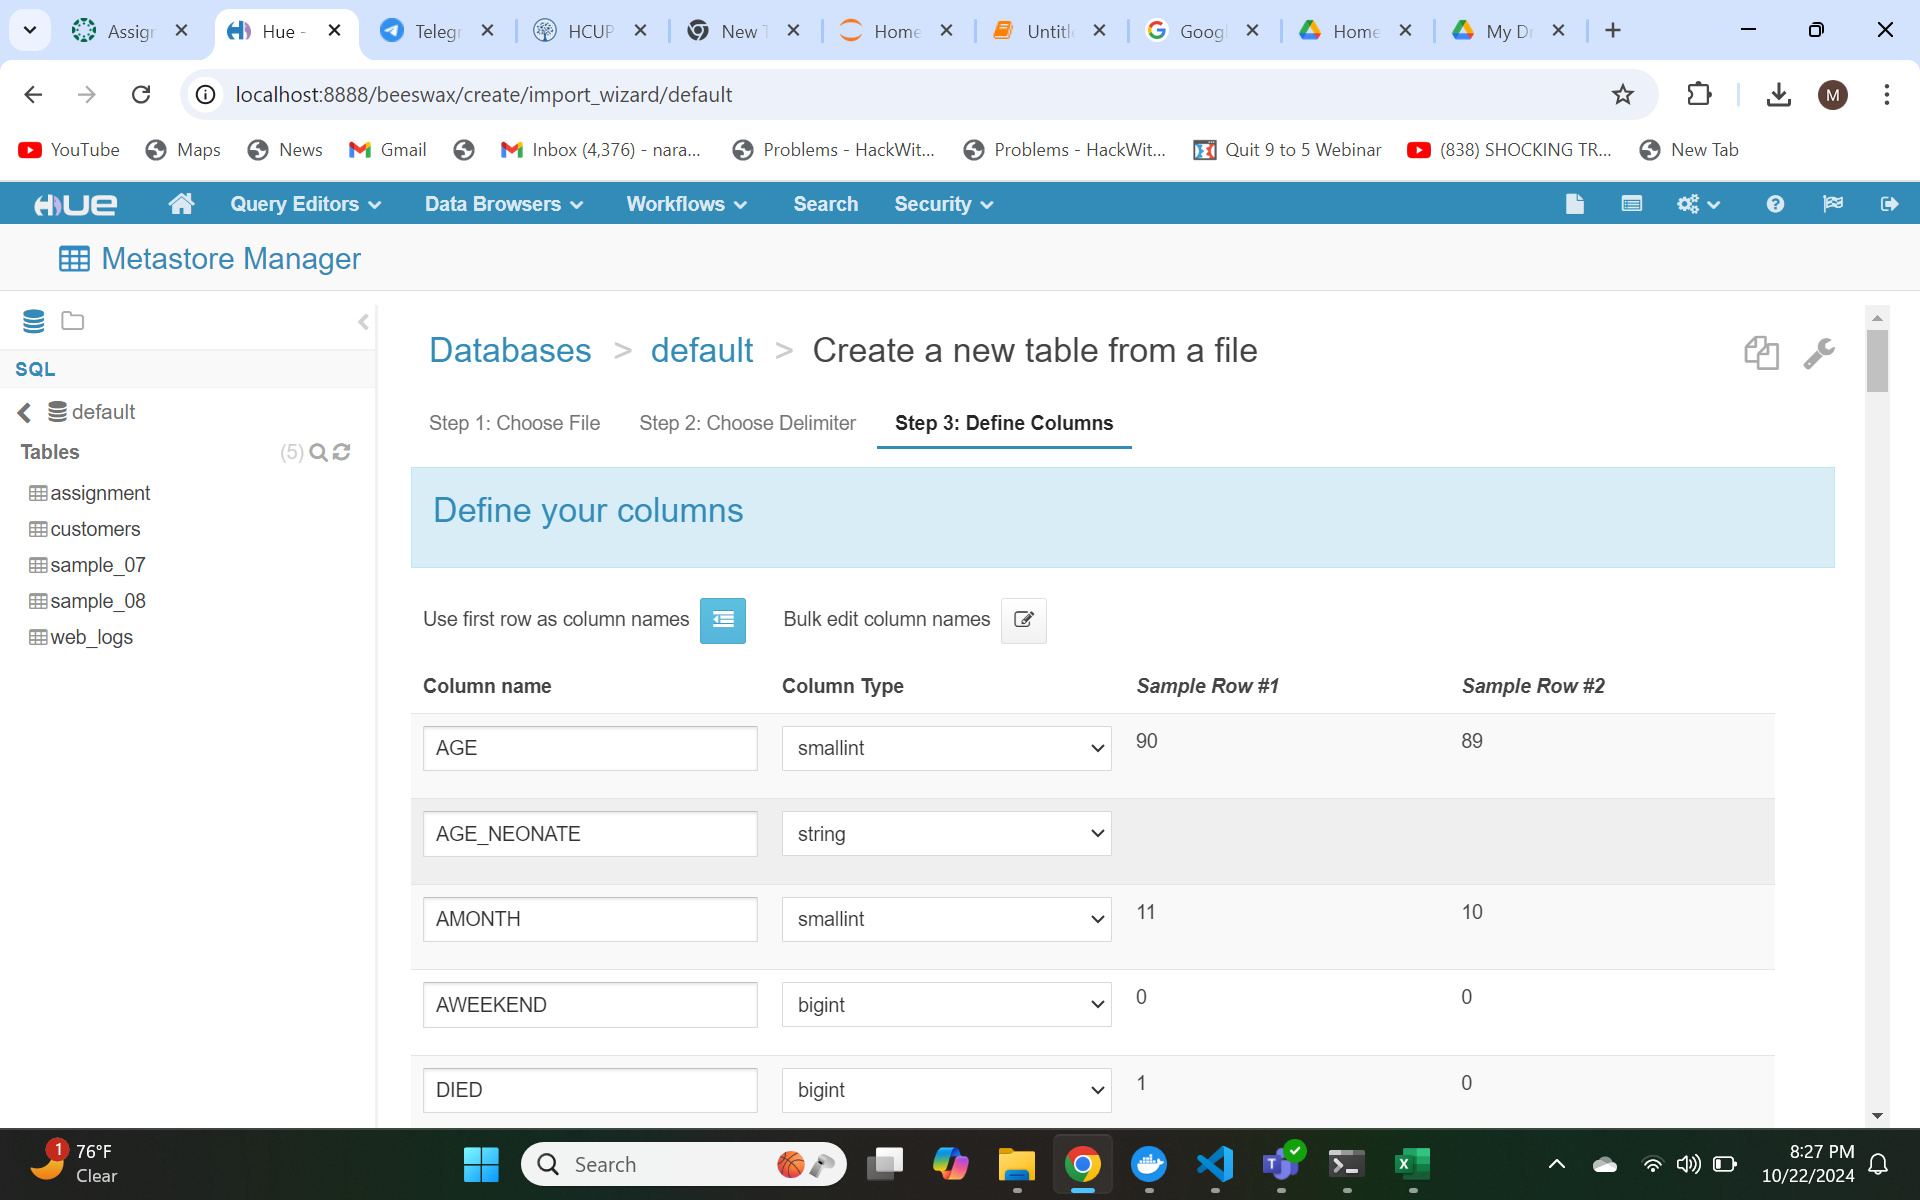 Assigr
Hue -
Telegr
HCUP
New T
Home
Untitl
Googl
Home
My Dr
localhost:8888/beeswax/create/import_wizard/default
M
YouTube
Maps
News
Gmail
Inbox (4,376) - nara...
Problems - HackWit...
Problems - HackWit...
Quit 9 to 5 Webinar
(838) SHOCKING TR...
New Tab
HUE
Query Editors
Data Browsers
Workflows
Search
Security
Metastore Manager
SQL
default
Tables
(5)
assignment
customers
sample_07
sample_08
web_logs
Databases > default > Create a new table from a file
Step 1: Choose File
Step 2: Choose Delimiter
Step 3: Define Columns
Define your columns
Use first row as column names
Bulk edit column names
Column name
Column Type
Sample Row #1
Sample Row #2
AGE
smallint
90
89
AGE_NEONATE
string
AMONTH
smallint
11
10
AWEEKEND
bigint
0
0
DIED
bigint
1
0
1
76°F
Clear
Search
8:27 PM
10/22/2024